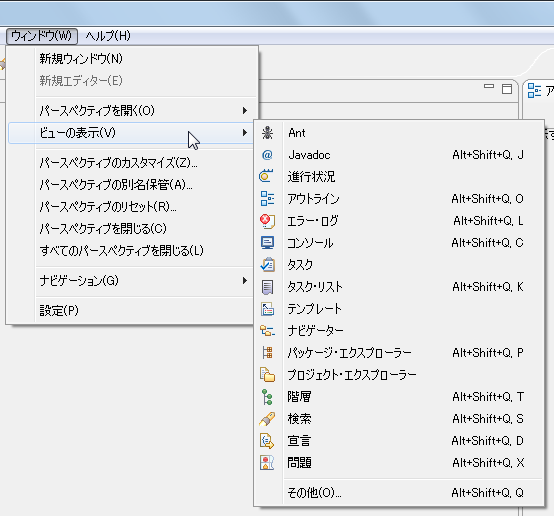 ウィンドウ(W) ヘルプ(H)
新規ウィンドウ(N)
新規エディター(E)
パースペクティブを開く(O)
ビューの表示(V)
パースペクティブのカスタマイズ(Z)...
パースペクティブの別名保管(A)...
パースペクティブのリセット(R)...
パースペクティブを閉じる(C)
すべてのパースペクティブを閉じる(L)
ナビゲーション(G)
設定(P)
Ant
Javadoc Alt+Shift+Q, J
進行状況
アウトライン Alt+Shift+Q, O
エラー・ログ Alt+Shift+Q, L
コンソール Alt+Shift+Q, C
タスク
タスク・リスト Alt+Shift+Q, K
テンプレート
ナビゲーター
パッケージ・エクスプローラー Alt+Shift+Q, P
プロジェクト・エクスプローラー
階層 Alt+Shift+Q, T
検索 Alt+Shift+Q, S
宣言 Alt+Shift+Q, D
問題 Alt+Shift+Q, X
その他(O)... Alt+Shift+Q, Q
ア